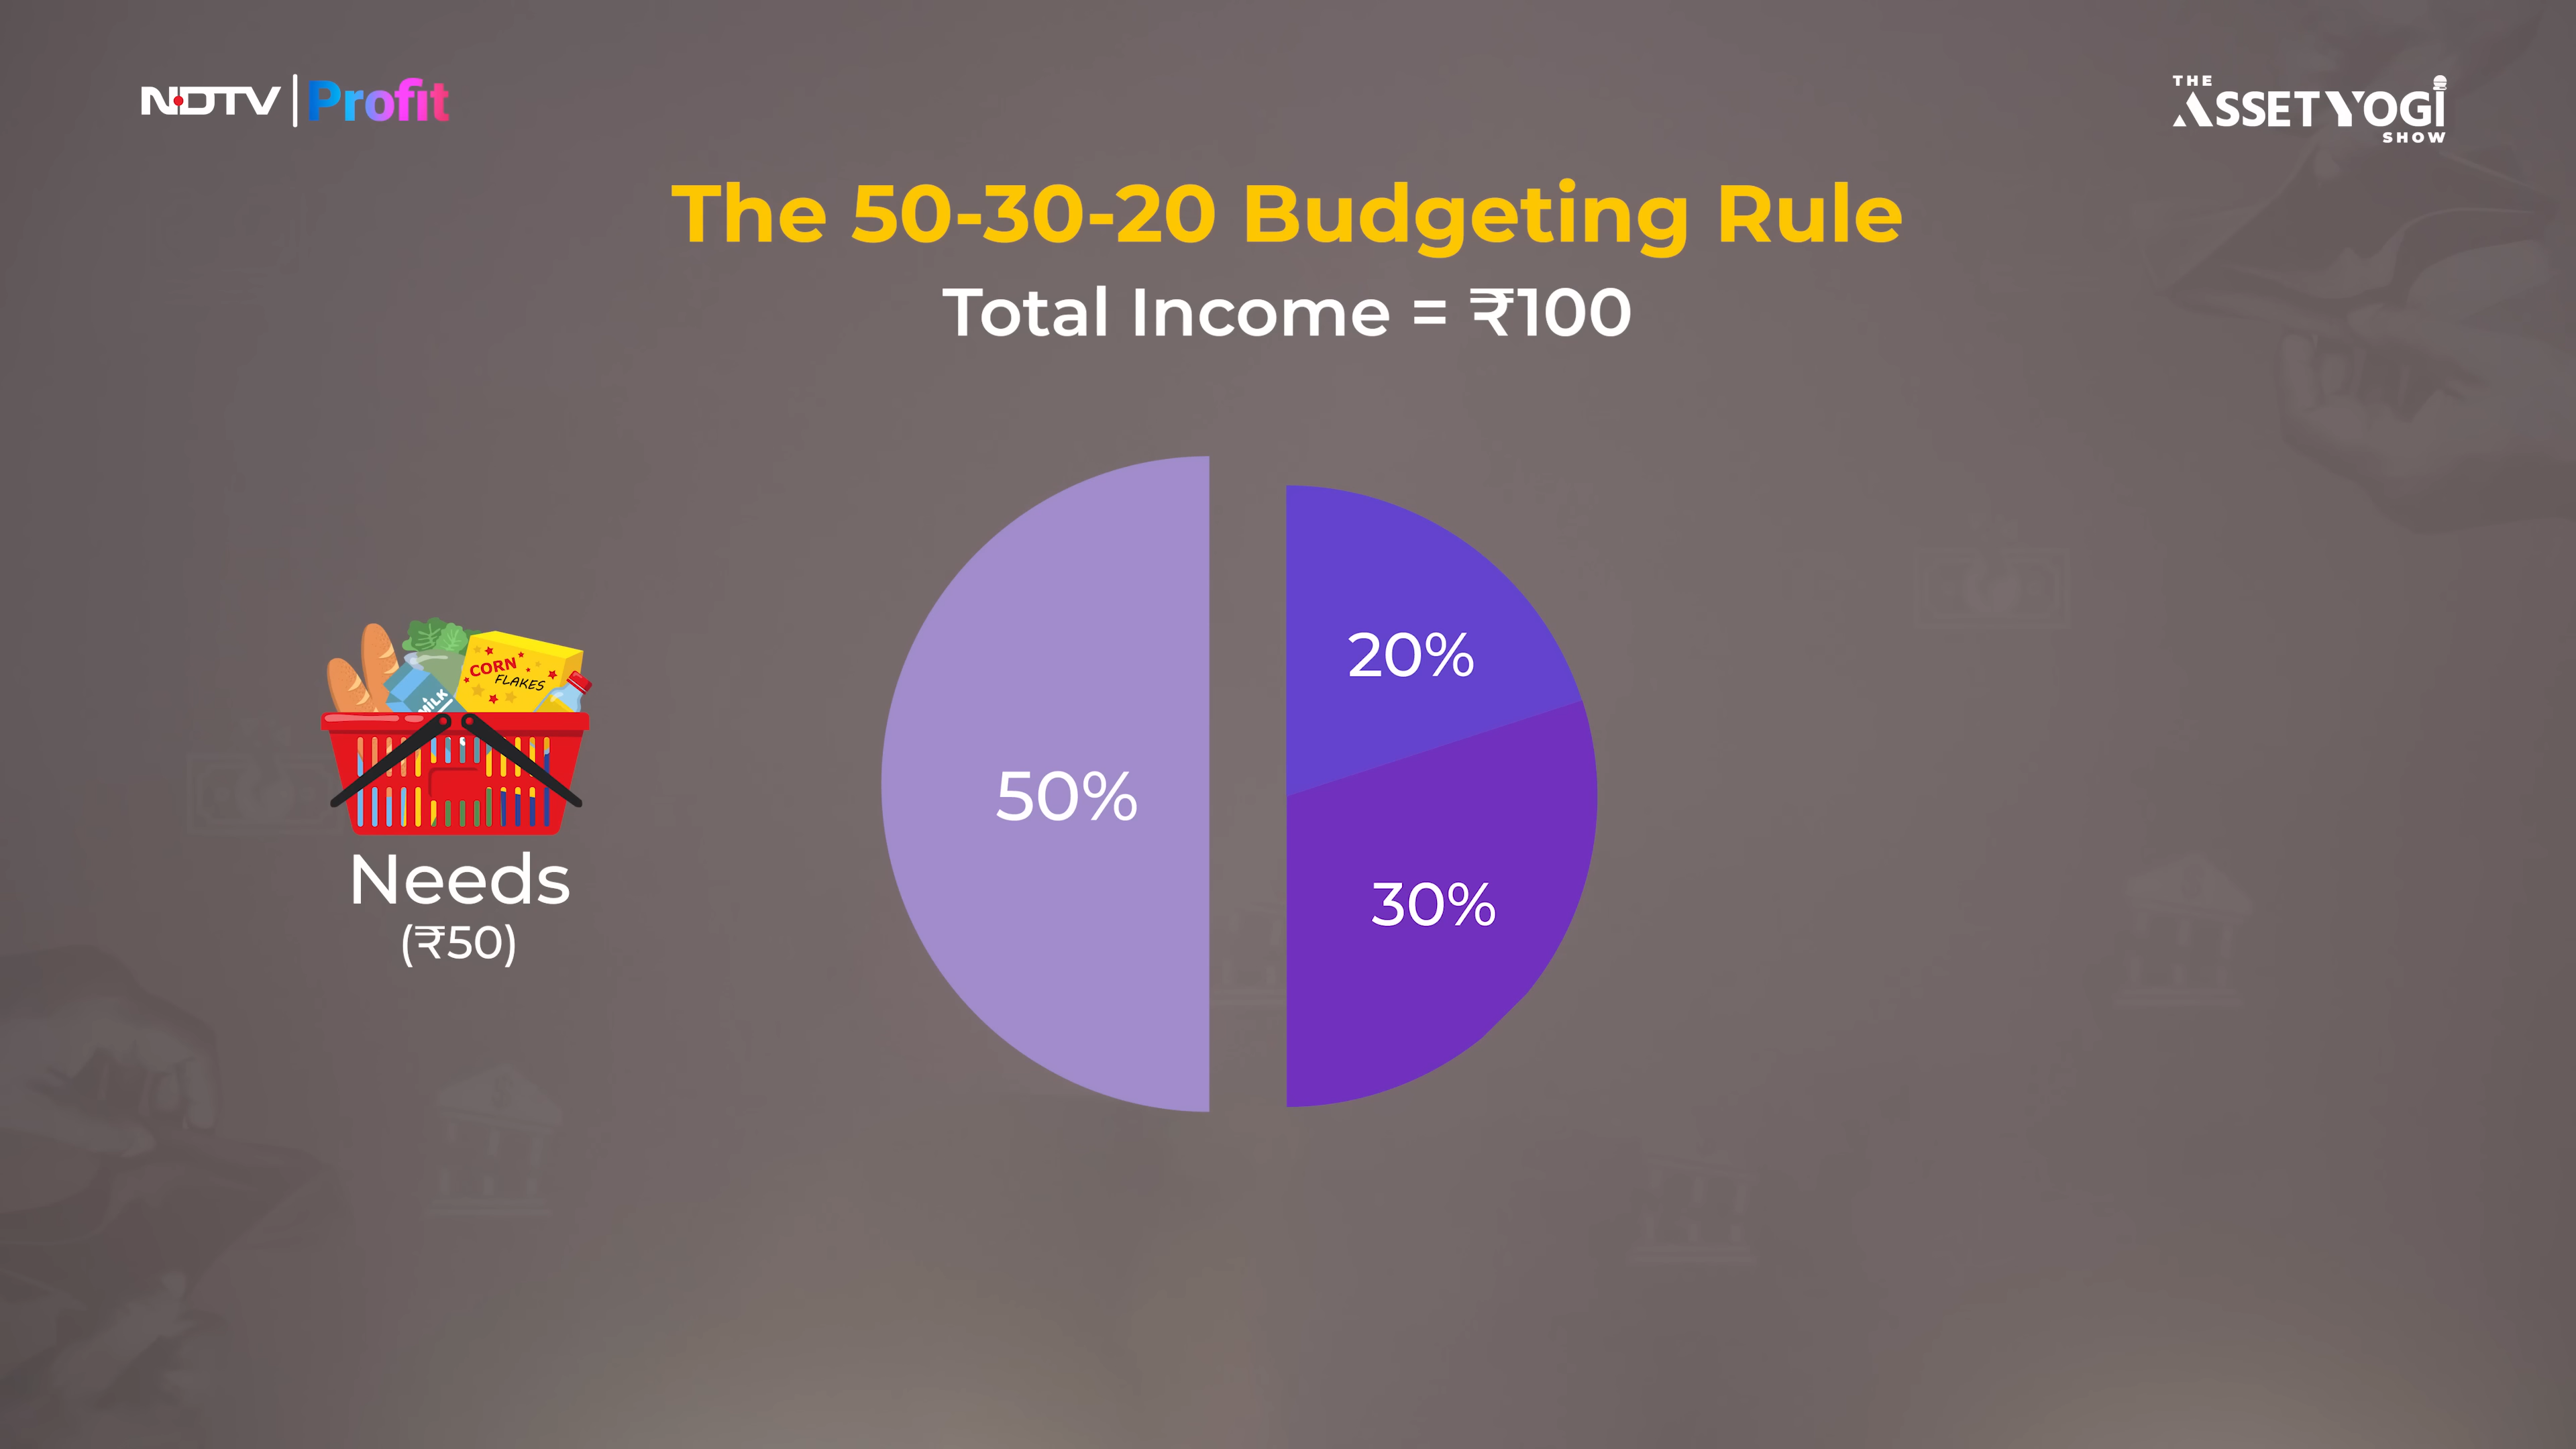 NDTV | Profit
THE
ASSET YOGI
SHOW
The 50-30-20 Budgeting Rule
Total Income = ₹100
20%
CORN
FLAKES
MILK
50%
30%
Needs
(₹50)